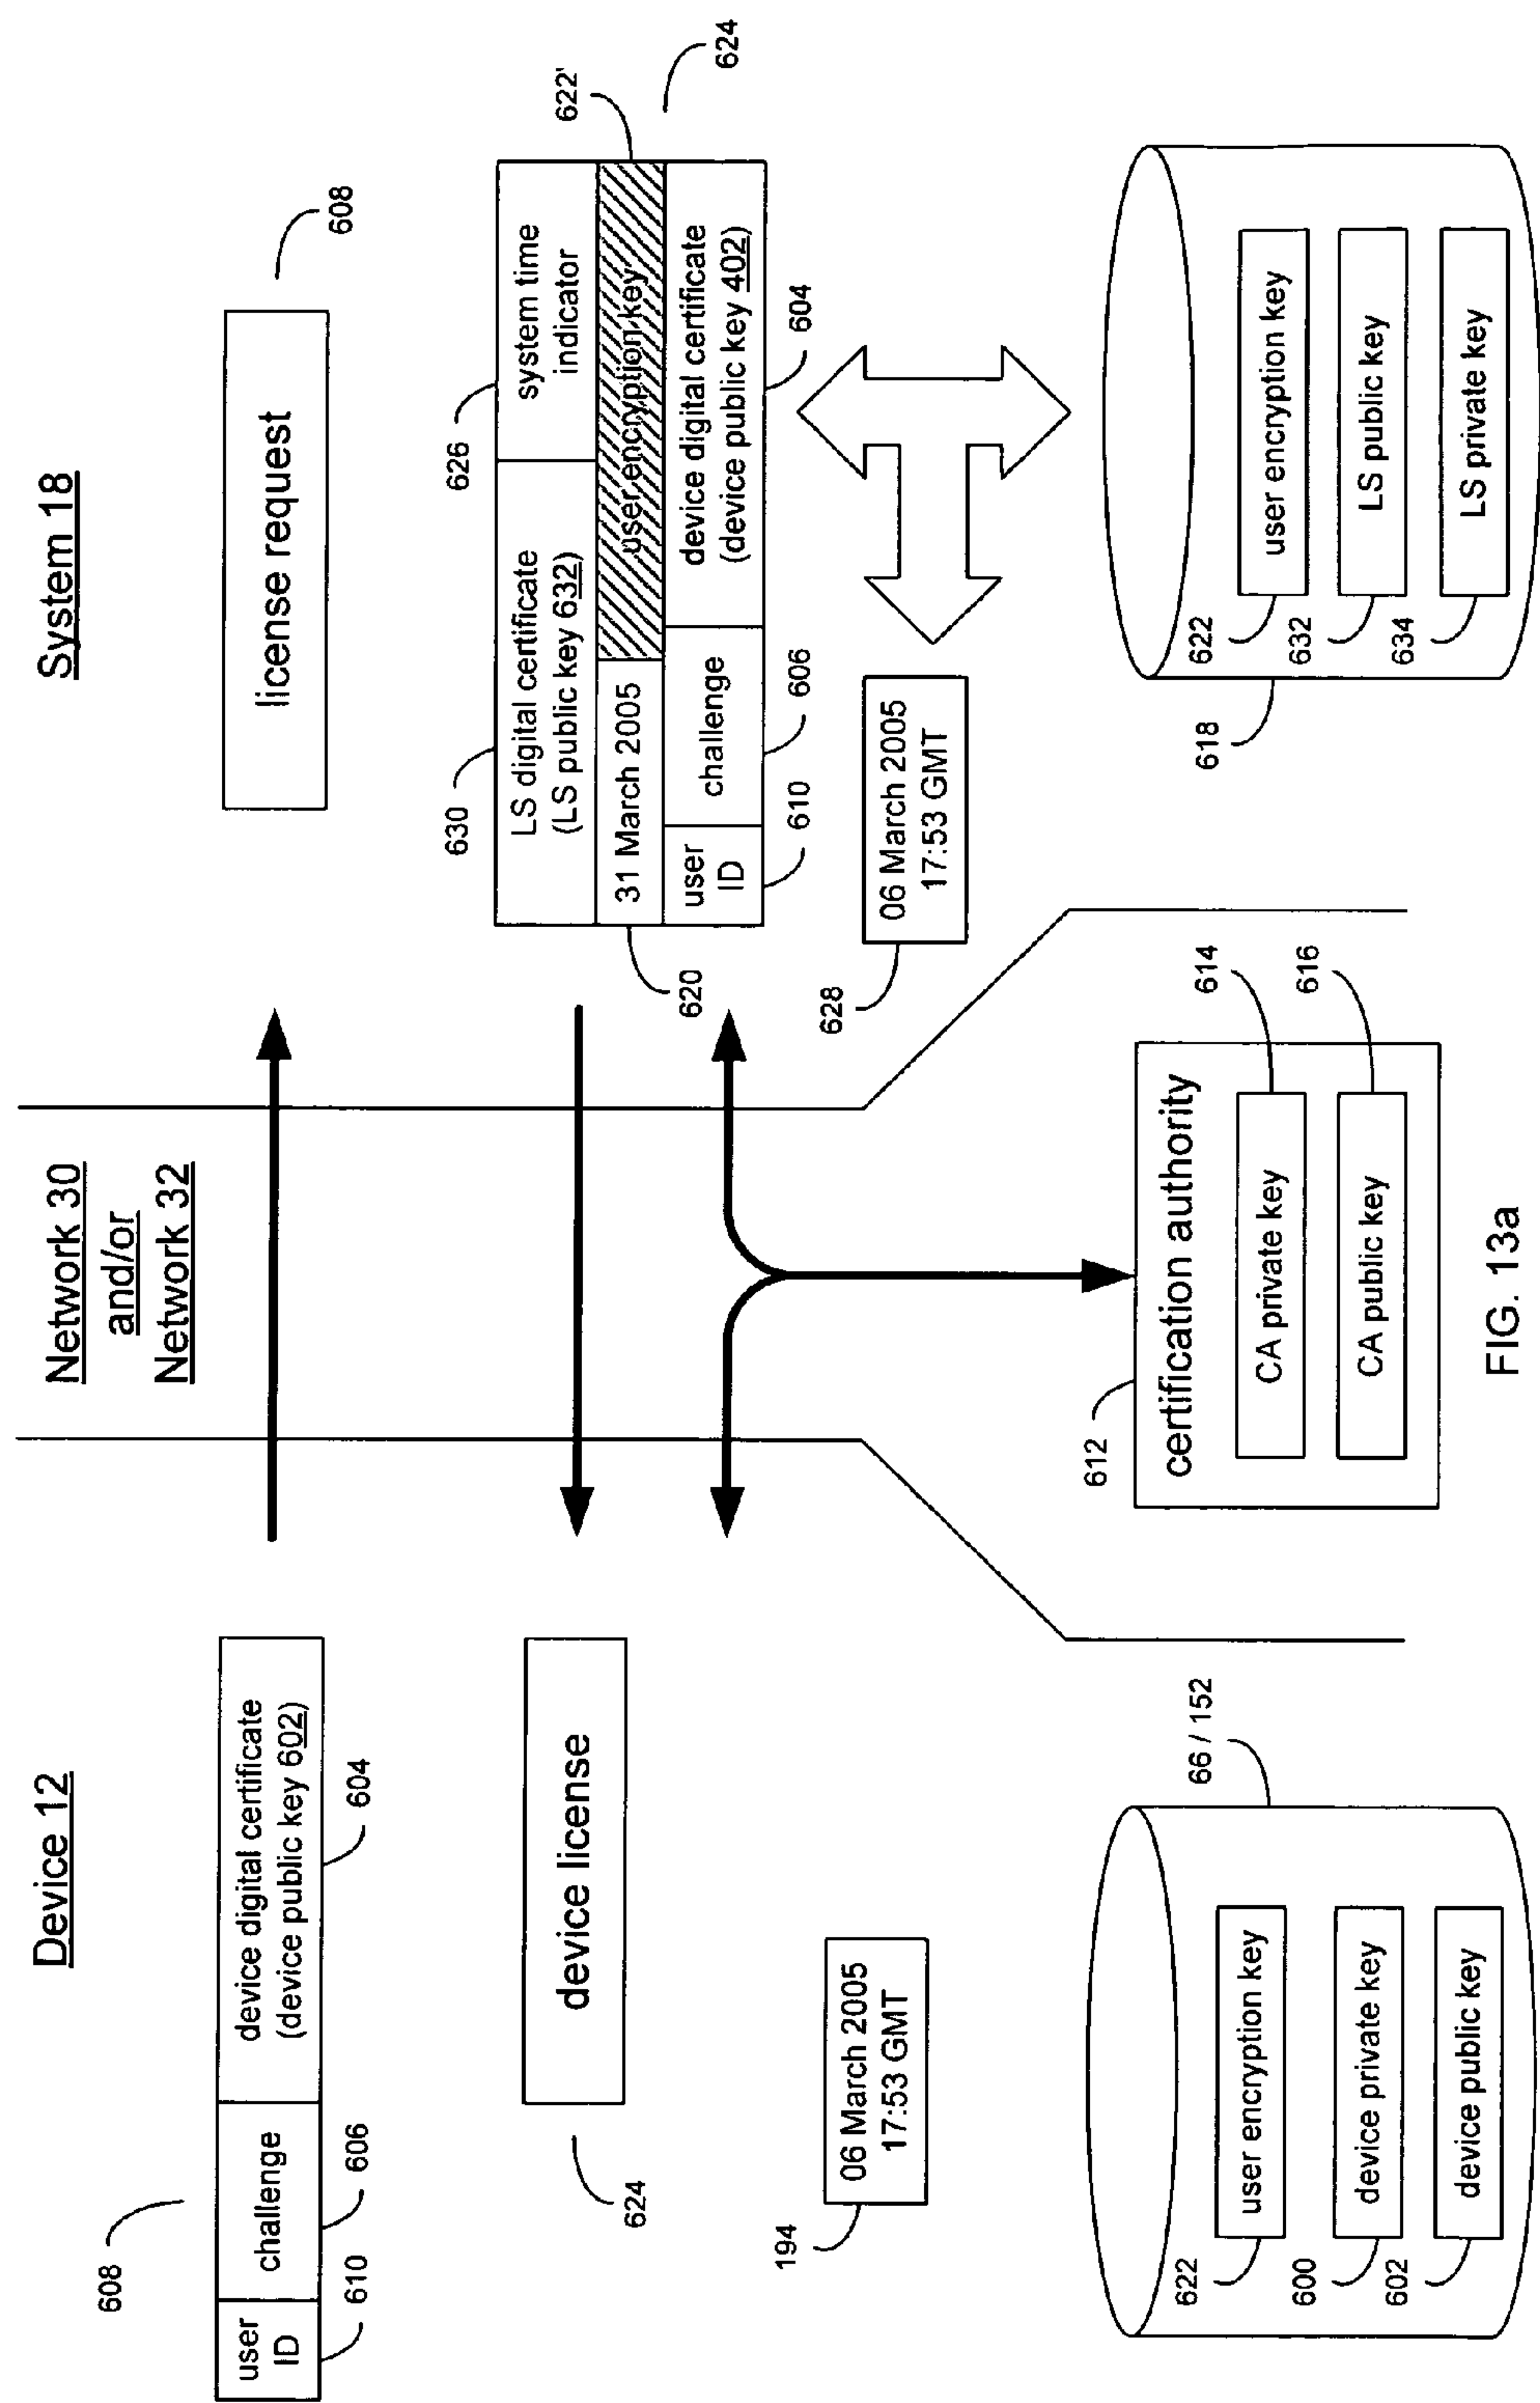 Device 12
Network 30
and/or
Network 32
System 18
608
user
ID
challenge
device digital certificate
(device public key 602)
610
606
604
license request
608
device license
624
630
626
622'
LS digital certificate
(LS public key 632)
system time
indicator
31 March 2005
user encryption key
user
ID
challenge
device digital certificate
(device public key 402)
620
610
606
604
624
194
06 March 2005
17:53 GMT
628
06 March 2005
17:53 GMT
66 / 152
622
user encryption key
600
device private key
602
device public key
612
certification authority
CA private key
614
CA public key
616
618
622
user encryption key
632
LS public key
634
LS private key
FIG. 13a